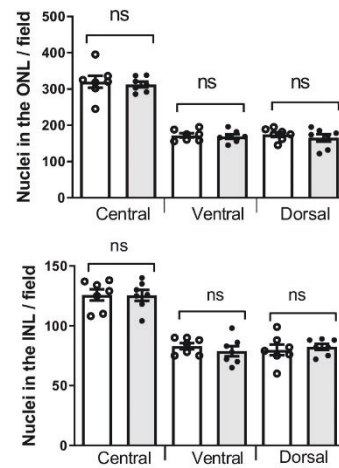 Nuclei in the ONL / field
500
400
300
200
100
0
ns
ns
ns
Central
Ventral
Dorsal
Nuclei in the INL / field
150
100
50
0
ns
ns
ns
Central
Ventral
Dorsal